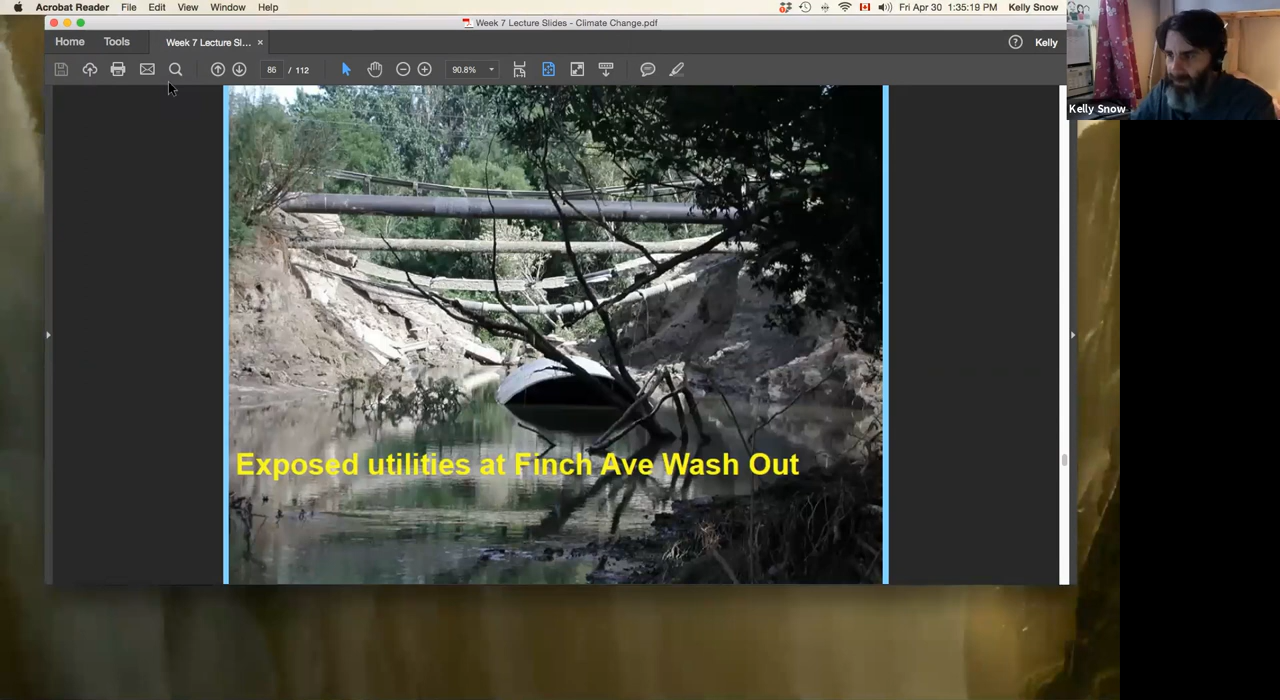 Acrobat Reader File Edit View Window Help Fri Apr 30 1:35:19 PM Kelly Snow
Week 7 Lecture Slides - Climate Change.pdf
Home Tools Week 7 Lecture Sl... × Kelly
86 / 112 90.8%
Kelly Snow
Exposed utilities at Finch Ave Wash Out